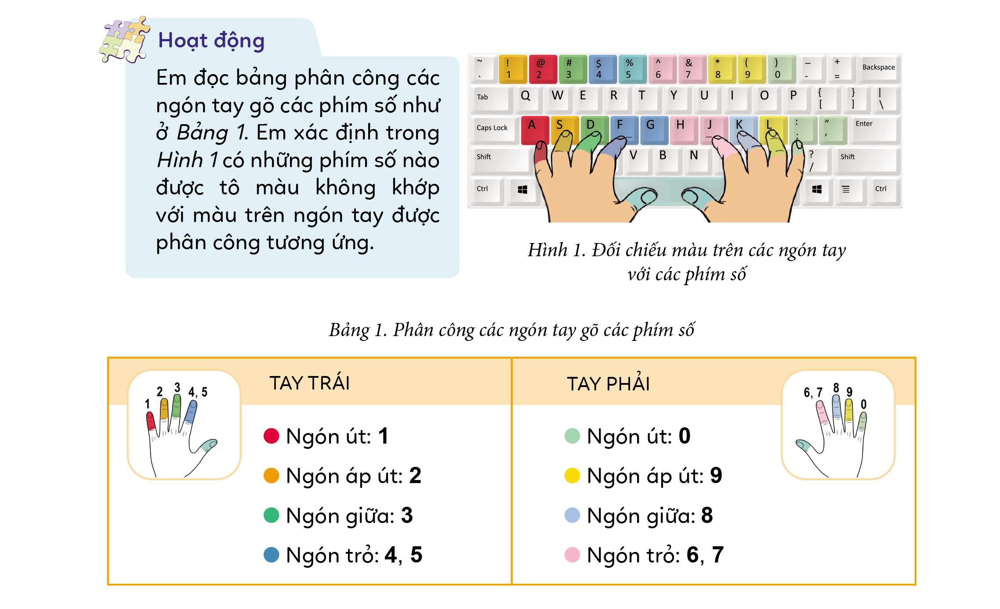 Hoạt động
Em đọc bảng phân công các
ngón tay gõ các phím số như
ở Bảng 1. Em xác định trong
Hình 1 có những phím số nào
được tô màu không khớp
với màu trên ngón tay được
phân công tương ứng.
~ ! @ # $ % ^ & * ( ) – +
` 1 2 3 4 5 6 7 8 9 0 - = Backspace
Tab Q W E R T Y U I O P { [ } ] | \
Caps Lock A S D F G H J K L : ; " , Enter
Shift V B N ? / Shift
Ctrl Ctrl
Hình 1. Đối chiếu màu trên các ngón tay
với các phím số
Bảng 1. Phân công các ngón tay gõ các phím số
TAY TRÁI
1 2 3 4, 5
Ngón út: 1
Ngón áp út: 2
Ngón giữa: 3
Ngón trỏ: 4, 5
TAY PHẢI
6, 7 8 9 0
Ngón út: 0
Ngón áp út: 9
Ngón giữa: 8
Ngón trỏ: 6, 7